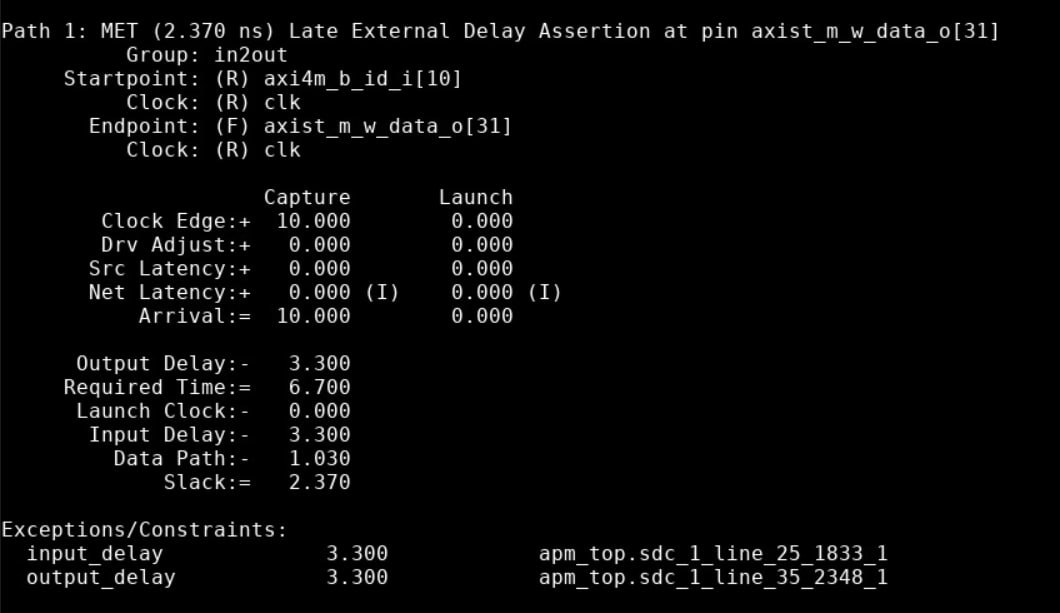 Path 1: MET (2.370 ns) Late External Delay Assertion at pin axist_m_w_data_o[31]
Group: in2out
Startpoint: (R) axi4m_b_id_i[10]
Clock: (R) clk
Endpoint: (F) axist_m_w_data_o[31]
Clock: (R) clk
Capture Launch
Clock Edge:+ 10.000 0.000
Drv Adjust:+ 0.000 0.000
Src Latency:+ 0.000 0.000
Net Latency:+ 0.000 (I) 0.000 (I)
Arrival:= 10.000 0.000
Output Delay:- 3.300
Required Time:= 6.700
Launch Clock:- 0.000
Input Delay:- 3.300
Data Path:- 1.030
Slack:= 2.370
Exceptions/Constraints:
input_delay 3.300 apm_top.sdc_1_line_25_1833_1
output_delay 3.300 apm_top.sdc_1_line_35_2348_1